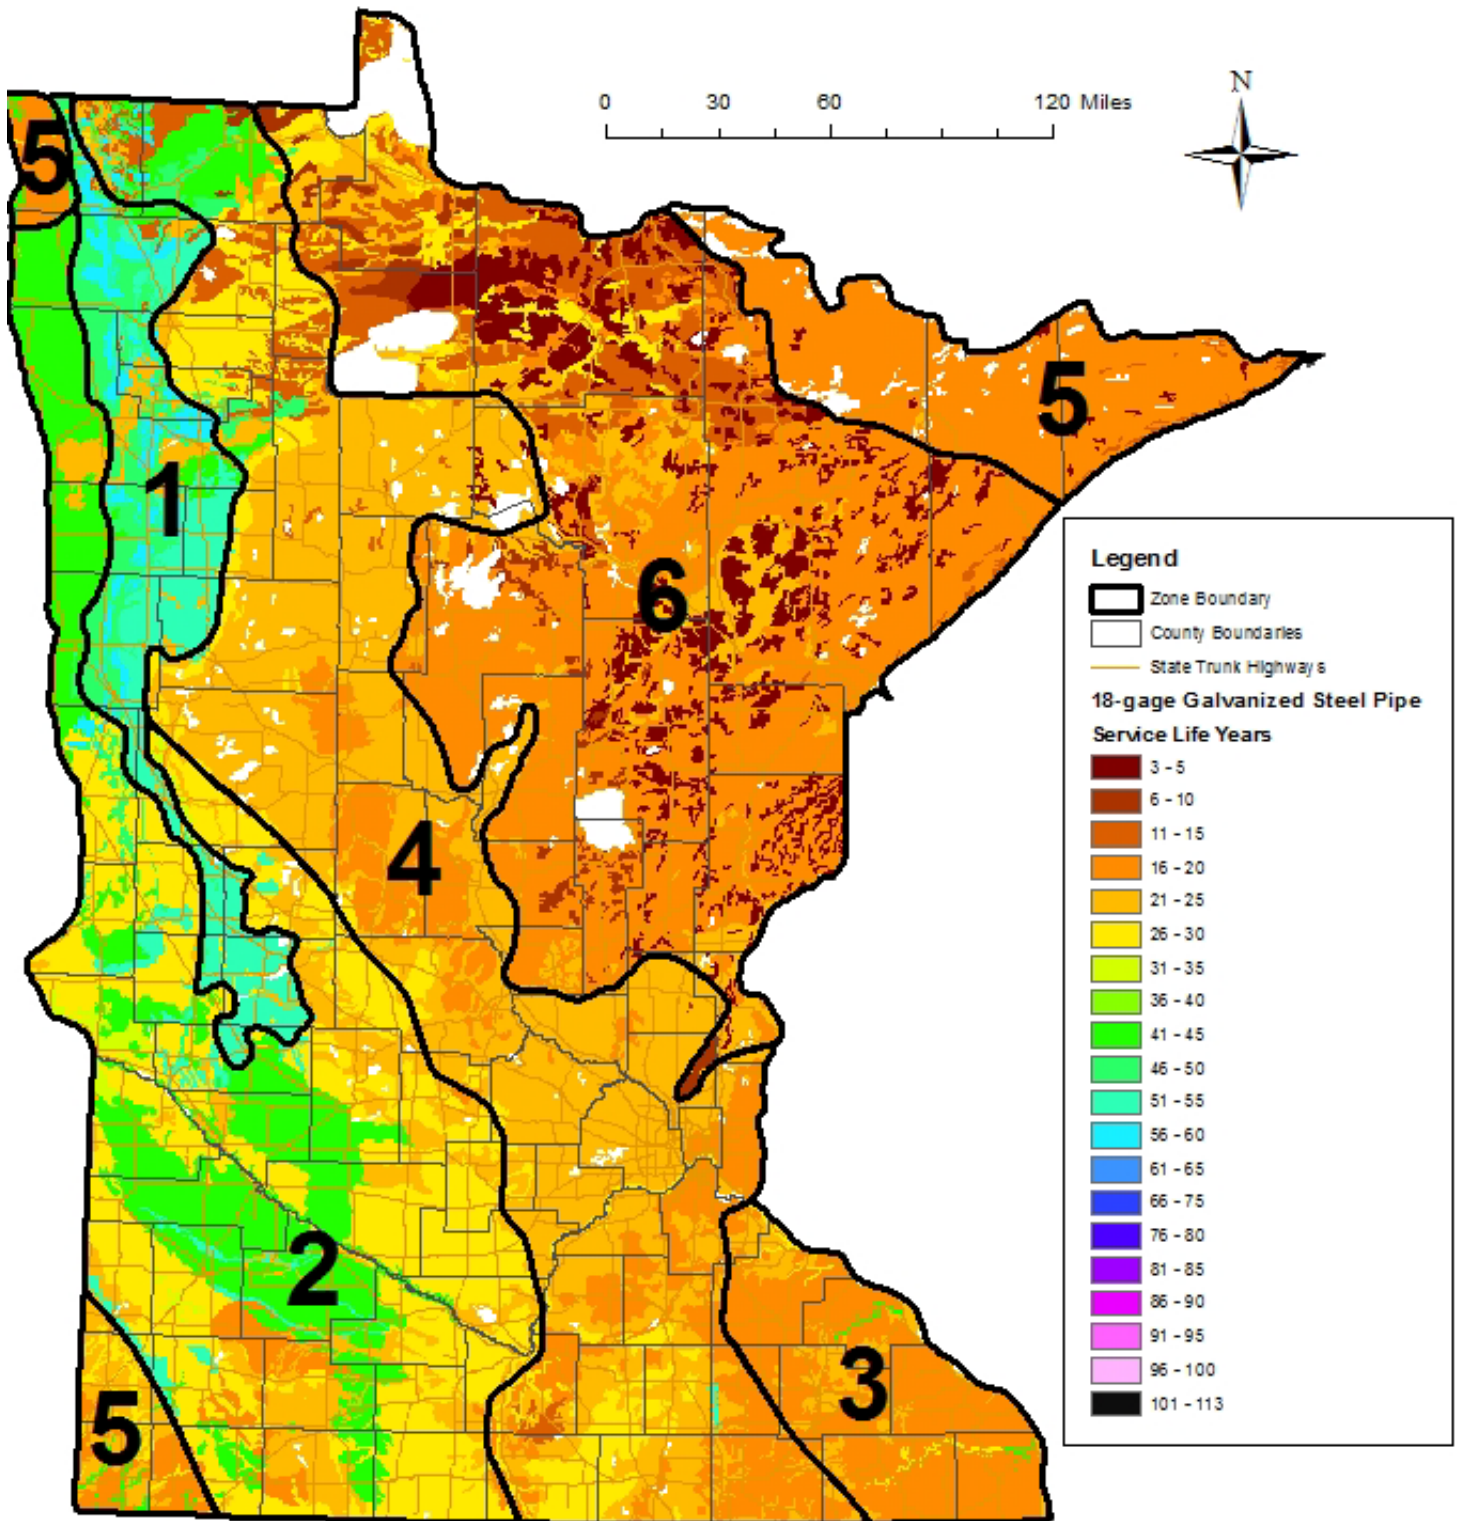 N
0 30 60 120 Miles
5
5
1
6
4
2
3
5
Legend
Zone Boundary
County Boundaries
State Trunk Highways
18-gage Galvanized Steel Pipe
Service Life Years
3 - 5
6 - 10
11 - 15
16 - 20
21 - 25
26 - 30
31 - 35
36 - 40
41 - 45
46 - 50
51 - 55
56 - 60
61 - 65
66 - 75
76 - 80
81 - 85
86 - 90
91 - 95
96 - 100
101 - 113